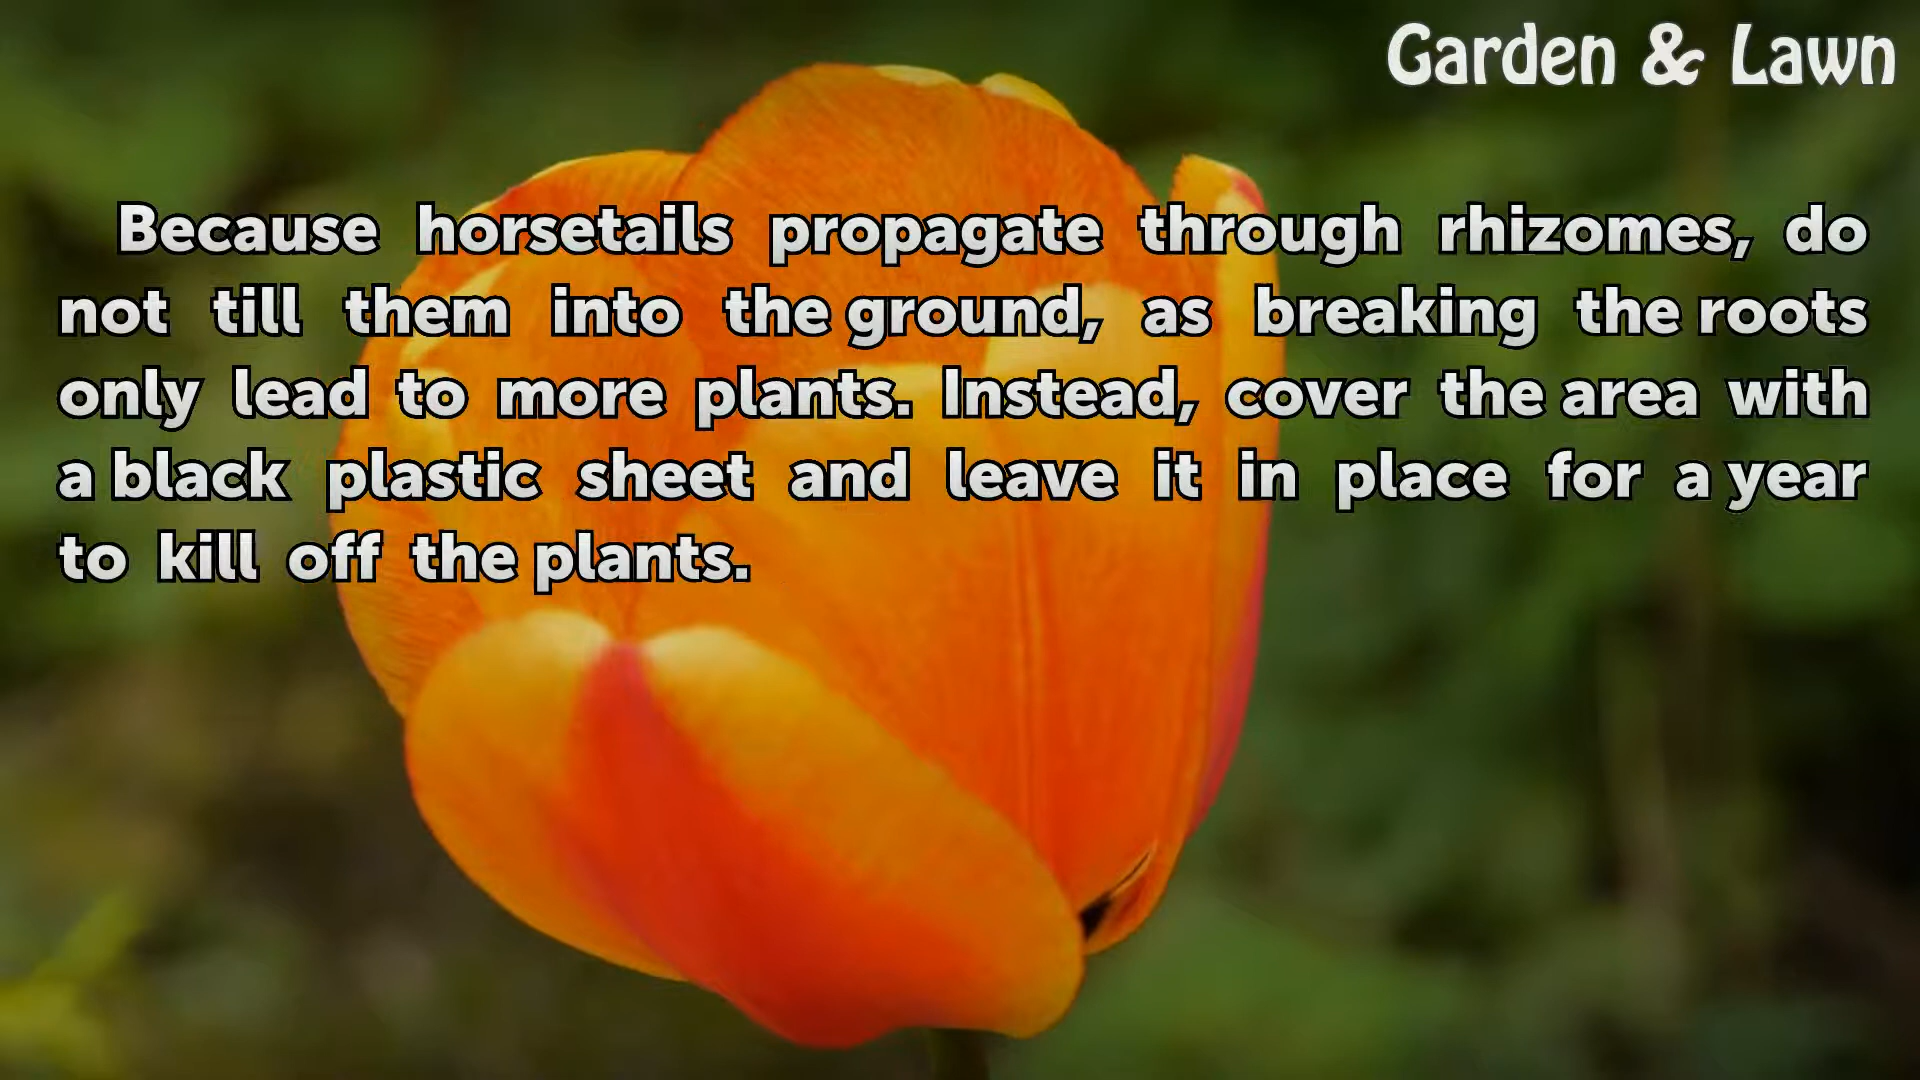 Garden & Lawn
Because horsetails propagate through rhizomes, do
not till them into the ground, as breaking the roots
only lead to more plants. Instead, cover the area with
a black plastic sheet and leave it in place for a year
to kill off the plants.